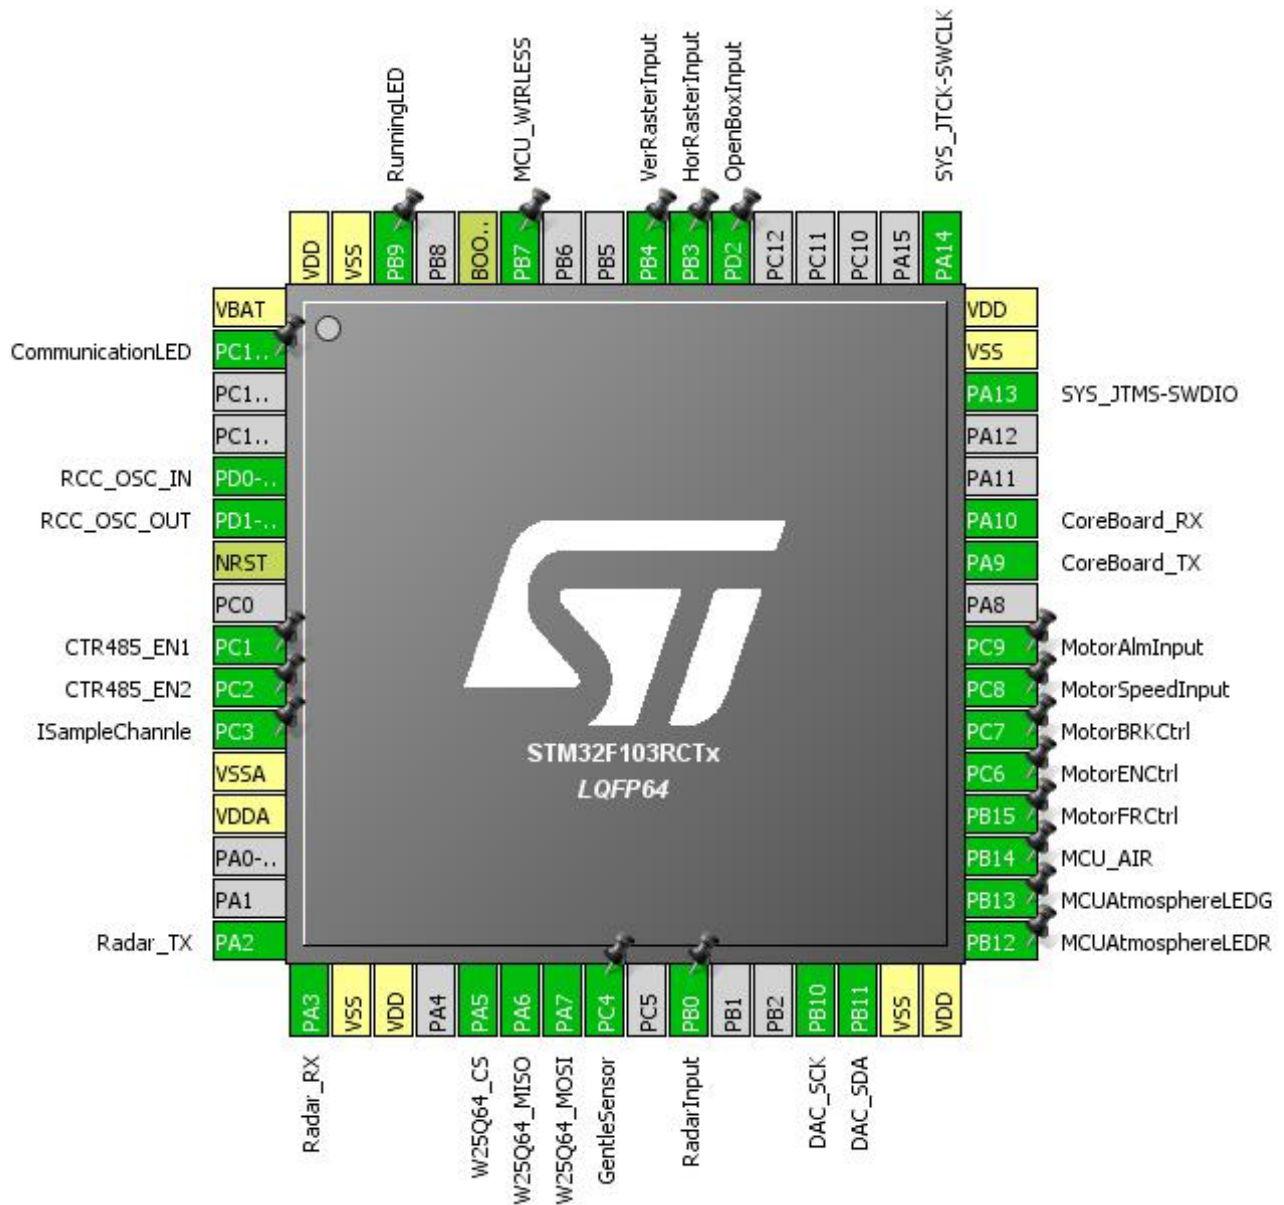 RunningLED
MCU_WIRLESS
VerRasterInput
HorRasterInput
OpenBoxInput
SYS_JTCK-SWCLK
VDD
VSS
PB9
PB8
BOO..
PB7
PB6
PB5
PB4
PB3
PD2
PC12
PC11
PC10
PA15
PA14
VBAT
CommunicationLED PC1..
PC1..
PC1..
RCC_OSC_IN PD0-..
RCC_OSC_OUT PD1-..
NRST
PC0
CTR485_EN1 PC1
CTR485_EN2 PC2
ISampleChannle PC3
VSSA
VDDA
PA0-..
PA1
Radar_TX PA2
STM32F103RCTx
LQFP64
VDD
VSS
PA13 SYS_JTMS-SWDIO
PA12
PA11
PA10 CoreBoard_RX
PA9 CoreBoard_TX
PA8
PC9 MotorAlmInput
PC8 MotorSpeedInput
PC7 MotorBRKCtrl
PC6 MotorENCtrl
PB15 MotorFRCtrl
PB14 MCU_AIR
PB13 MCUAtmosphereLEDG
PB12 MCUAtmosphereLEDR
PA3
VSS
VDD
PA4
PA5
PA6
PA7
PC4
PC5
PB0
PB1
PB2
PB10
PB11
VSS
VDD
Radar_RX
W25Q64_CS
W25Q64_MISO
W25Q64_MOSI
GentleSensor
RadarInput
DAC_SCK
DAC_SDA